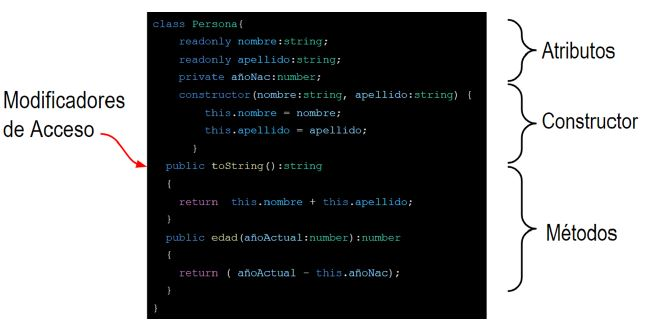 class Persona{
readonly nombre:string;
readonly apellido:string;
private añoNac:number;
constructor(nombre:string, apellido:string) {
this.nombre = nombre;
this.apellido = apellido;
}
public toString():string
{
return this.nombre + this.apellido;
}
public edad(añoActual:number):number
{
return ( añoActual - this.añoNac);
}
}
Modificadores
de Acceso
Atributos
Constructor
Métodos